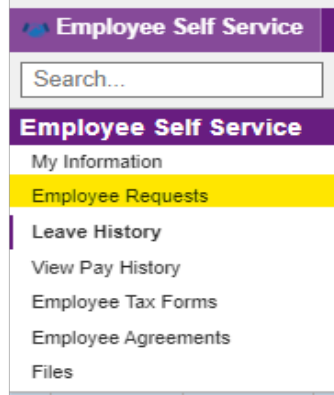 Employee Self Service
Search...
Employee Self Service
My Information
Employee Requests
Leave History
View Pay History
Employee Tax Forms
Employee Agreements
Files